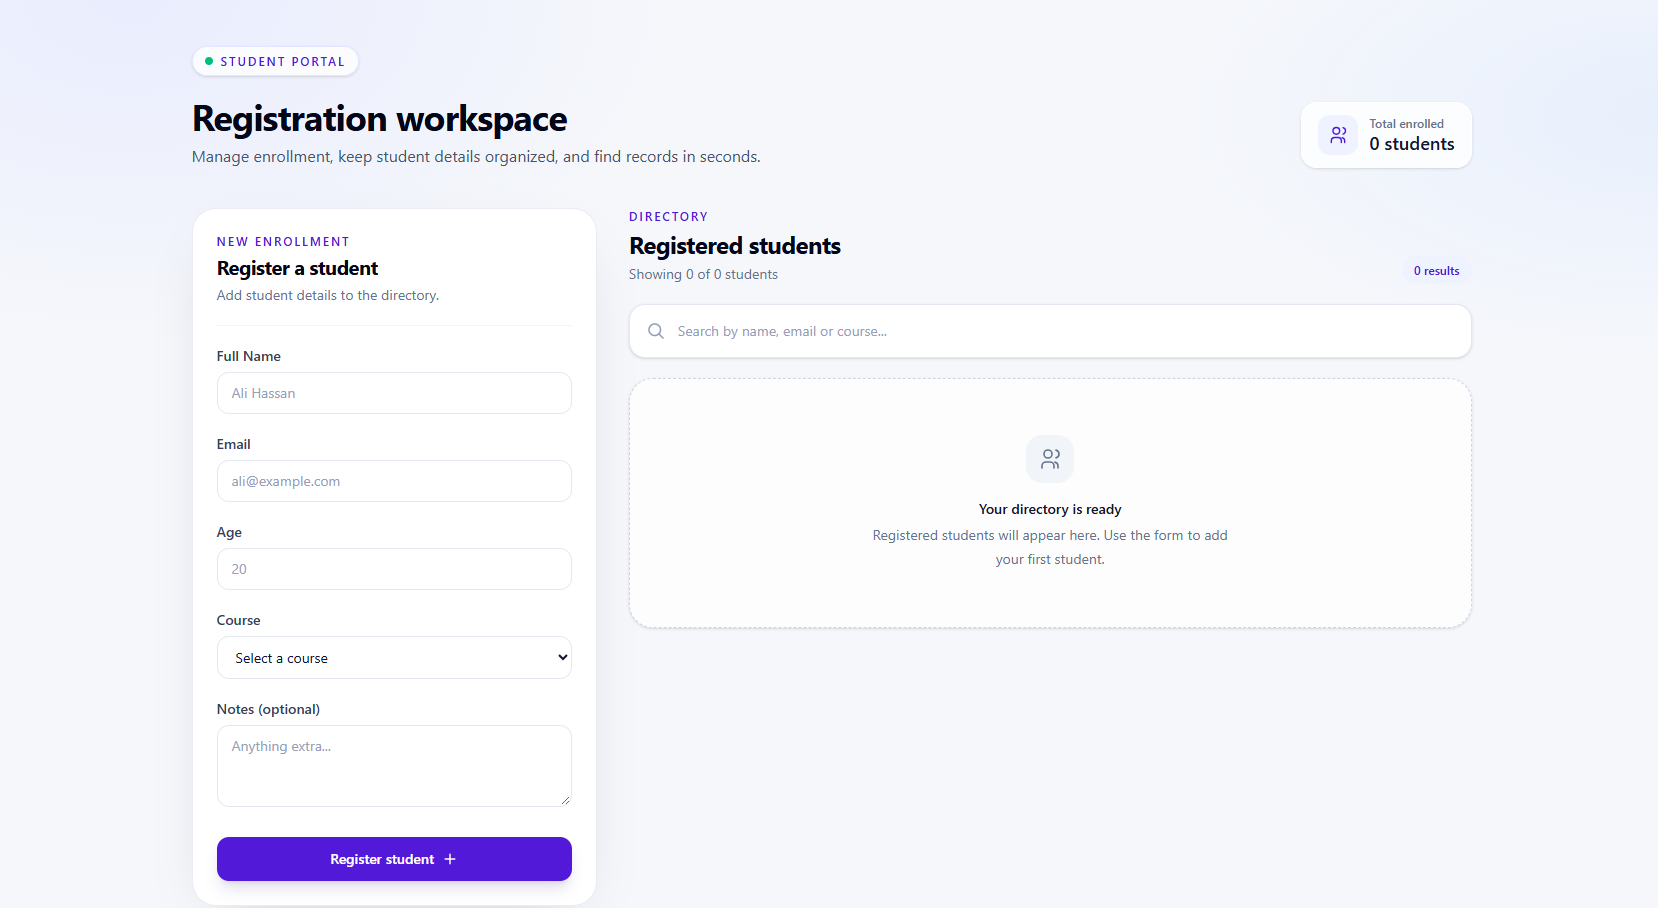 STUDENT PORTAL
Registration workspace
Manage enrollment, keep student details organized, and find records in seconds.
Total enrolled
0 students
NEW ENROLLMENT
Register a student
Add student details to the directory.
Full Name
Ali Hassan
Email
ali@example.com
Age
20
Course
Select a course
Notes (optional)
Anything extra...
Register student
DIRECTORY
Registered students
Showing 0 of 0 students
0 results
Search by name, email or course...
Your directory is ready
Registered students will appear here. Use the form to add
your first student.